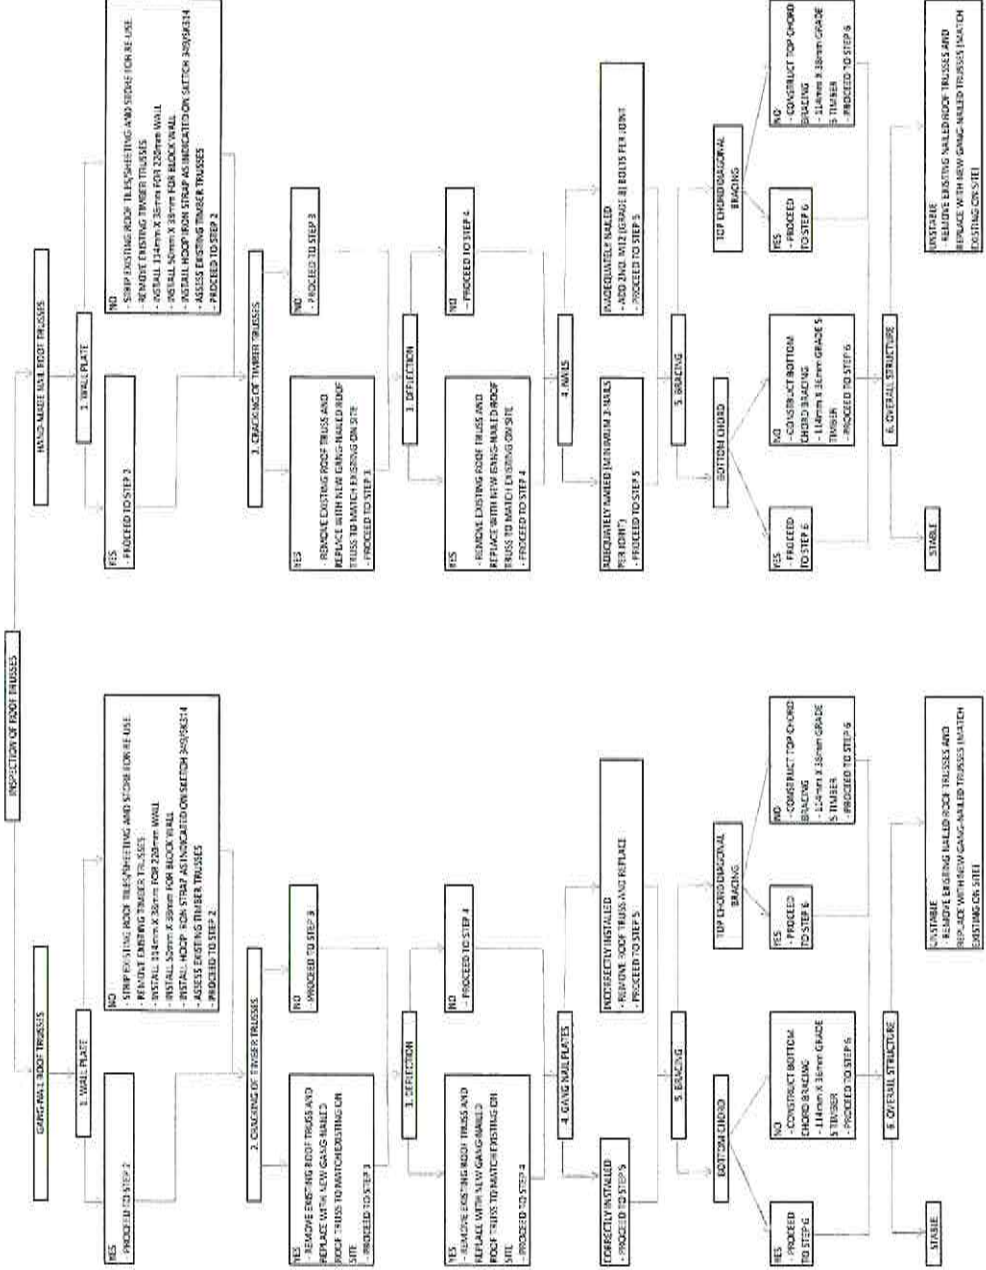 INSPECTION OF ROOF TRUSSES
GANG-NAIL ROOF TRUSSES
1. WALL PLATE
YES
- PROCEED TO STEP 2
NO
- STRIP EXISTING ROOF TILES/SHEETING AND STORE FOR RE-USE.
- REMOVE EXISTING TIMBER TRUSSES
- INSTALL 114mm X 38mm FOR 220mm WALL
- INSTALL 50mm X 38mm FOR BLOCK WALL
- INSTALL HOOP IRON STRAP AS INDICATED ON SKETCH 349/SK314
- ASSESS EXISTING TIMBER TRUSSES
- PROCEED TO STEP 2
2. CRACKING OF TIMBER TRUSSES
YES
- REMOVE EXISTING ROOF TRUSS AND
REPLACE WITH NEW GANG-NAILED
ROOF TRUSS TO MATCH EXISTING ON
SITE
- PROCEED TO STEP 3
NO
- PROCEED TO STEP 3
3. DEFLECTION
YES
- REMOVE EXISTING ROOF TRUSS AND
REPLACE WITH NEW GANG-NAILED
ROOF TRUSS TO MATCH EXISTING ON
SITE
- PROCEED TO STEP 4
NO
- PROCEED TO STEP 4
4. GANG NAIL PLATES
CORRECTLY INSTALLED
- PROCEED TO STEP 5
INCORRECTLY INSTALLED
- REMOVE ROOF TRUSS AND REPLACE
- PROCEED TO STEP 5
5. BRACING
BOTTOM CHORD
YES
- PROCEED
TO STEP 6
NO
- CONSTRUCT BOTTOM
CHORD BRACING
- 114mm X 38mm GRADE
5 TIMBER
- PROCEED TO STEP 6
TOP CHORD DIAGONAL
BRACING
YES
- PROCEED
TO STEP 6
NO
- CONSTRUCT TOP CHORD
BRACING
- 114mm X 38mm GRADE
5 TIMBER
- PROCEED TO STEP 6
6. OVERALL STRUCTURE
STABLE
UNSTABLE
- REMOVE EXISTING NAILED ROOF TRUSSES AND
REPLACE WITH NEW GANG-NAILED TRUSSES (MATCH
EXISTING ON SITE)
HAND-MADE NAIL ROOF TRUSSES
1. WALL PLATE
YES
- PROCEED TO STEP 2
NO
- STRIP EXISTING ROOF TILES/SHEETING AND STORE FOR RE-USE.
- REMOVE EXISTING TIMBER TRUSSES
- INSTALL 114mm X 38mm FOR 220mm WALL
- INSTALL 50mm X 38mm FOR BLOCK WALL
- INSTALL HOOP IRON STRAP AS INDICATED ON SKETCH 349/SK314
- ASSESS EXISTING TIMBER TRUSSES
- PROCEED TO STEP 2
2. CRACKING OF TIMBER TRUSSES
YES
- REMOVE EXISTING ROOF TRUSS AND
REPLACE WITH NEW GANG-NAILED ROOF
TRUSS TO MATCH EXISTING ON SITE
- PROCEED TO STEP 3
NO
- PROCEED TO STEP 3
3. DEFLECTION
YES
- REMOVE EXISTING ROOF TRUSS AND
REPLACE WITH NEW GANG-NAILED ROOF
TRUSS TO MATCH EXISTING ON SITE
- PROCEED TO STEP 4
NO
- PROCEED TO STEP 4
4. NAILS
ADEQUATELY NAILED (MINIMUM 2-NAILS
PER JOINT)
- PROCEED TO STEP 5
INADEQUATELY NAILED
- ADD 2NO. M12 (GRADE 8) BOLTS PER JOINT
- PROCEED TO STEP 5
5. BRACING
BOTTOM CHORD
YES
- PROCEED
TO STEP 6
NO
- CONSTRUCT BOTTOM
CHORD BRACING
- 114mm X 38mm GRADE 5
TIMBER
- PROCEED TO STEP 6
TOP CHORD DIAGONAL
BRACING
YES
- PROCEED
TO STEP 6
NO
- CONSTRUCT TOP CHORD
BRACING
- 114mm X 38mm GRADE
5 TIMBER
- PROCEED TO STEP 6
6. OVERALL STRUCTURE
STABLE
UNSTABLE
- REMOVE EXISTING NAILED ROOF TRUSSES AND
REPLACE WITH NEW GANG-NAILED TRUSSES (MATCH
EXISTING ON SITE)